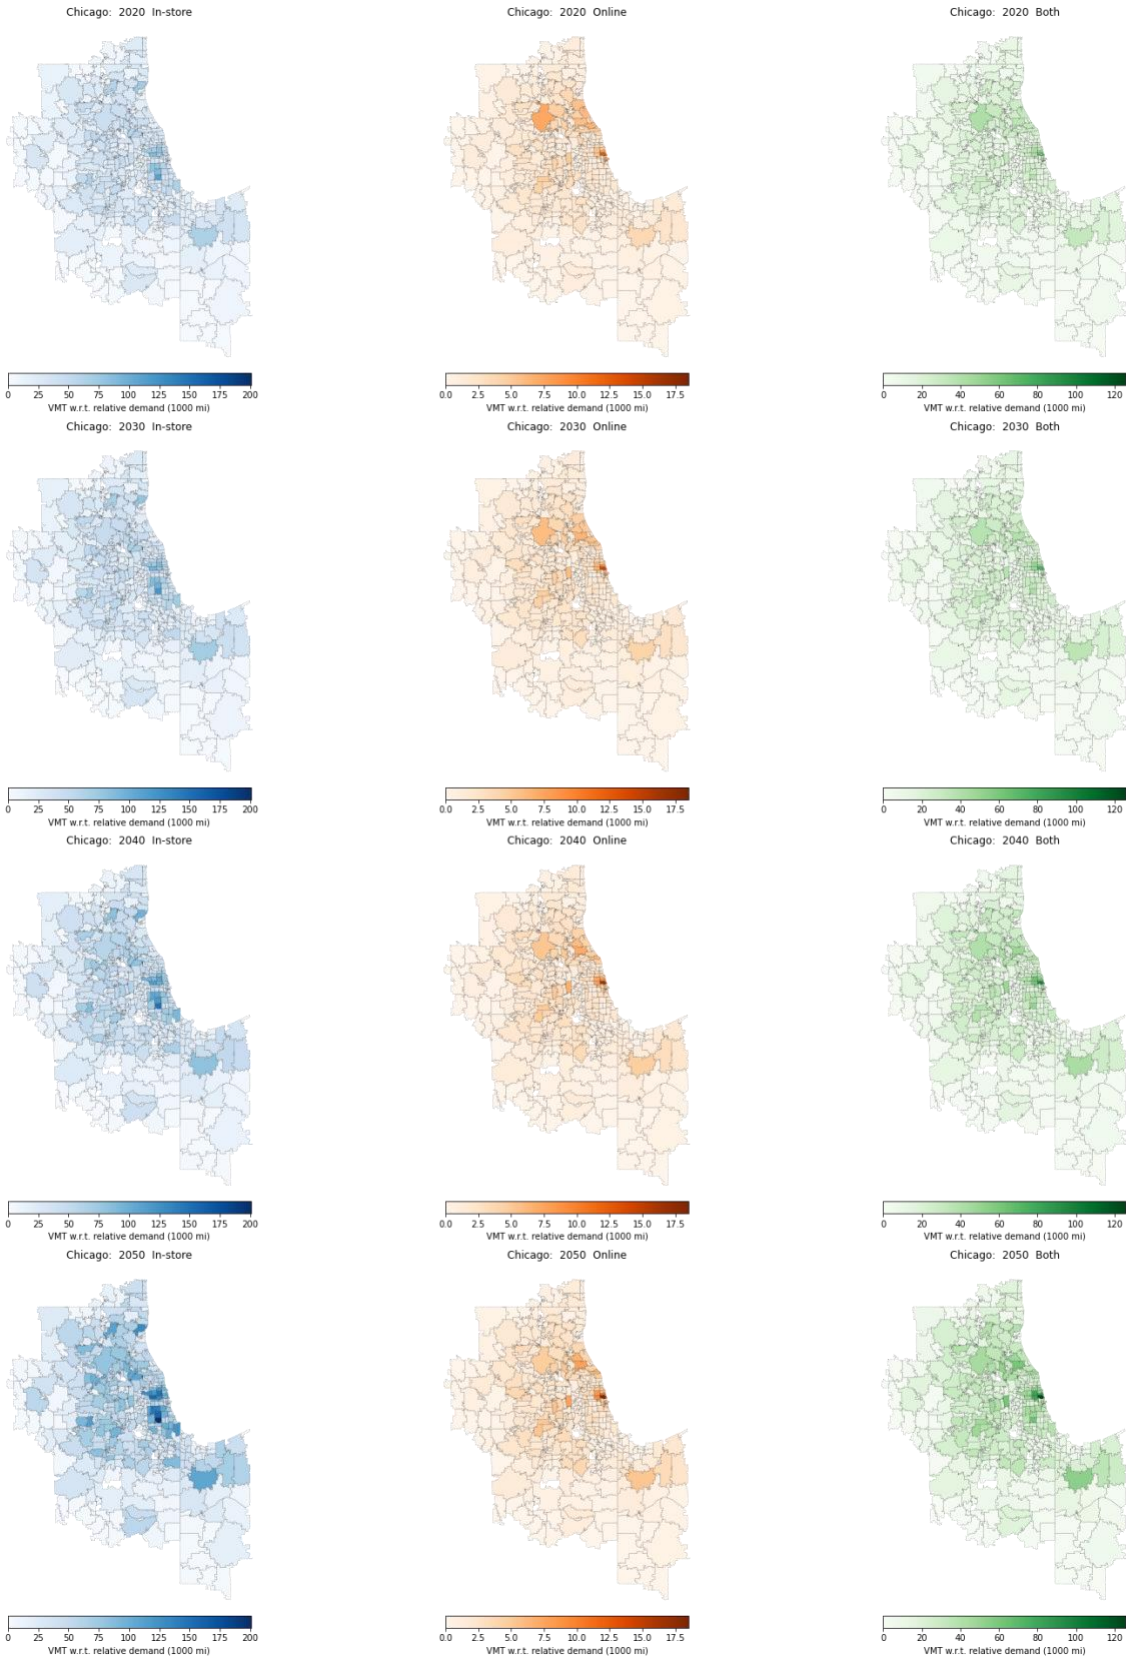 Chicago: 2020 In-store
Chicago: 2020 Online
Chicago: 2020 Both
0 25 50 75 100 125 150 175 200
0.0 2.5 5.0 7.5 10.0 12.5 15.0 17.5
0 20 40 60 80 100 120
VMT w.r.t. relative demand (1000 mi)
VMT w.r.t. relative demand (1000 mi)
VMT w.r.t. relative demand (1000 mi)
Chicago: 2030 In-store
Chicago: 2030 Online
Chicago: 2030 Both
0 25 50 75 100 125 150 175 200
0.0 2.5 5.0 7.5 10.0 12.5 15.0 17.5
0 20 40 60 80 100 120
VMT w.r.t. relative demand (1000 mi)
VMT w.r.t. relative demand (1000 mi)
VMT w.r.t. relative demand (1000 mi)
Chicago: 2040 In-store
Chicago: 2040 Online
Chicago: 2040 Both
0 25 50 75 100 125 150 175 200
0.0 2.5 5.0 7.5 10.0 12.5 15.0 17.5
0 20 40 60 80 100 120
VMT w.r.t. relative demand (1000 mi)
VMT w.r.t. relative demand (1000 mi)
VMT w.r.t. relative demand (1000 mi)
Chicago: 2050 In-store
Chicago: 2050 Online
Chicago: 2050 Both
0 25 50 75 100 125 150 175 200
0.0 2.5 5.0 7.5 10.0 12.5 15.0 17.5
0 20 40 60 80 100 120
VMT w.r.t. relative demand (1000 mi)
VMT w.r.t. relative demand (1000 mi)
VMT w.r.t. relative demand (1000 mi)